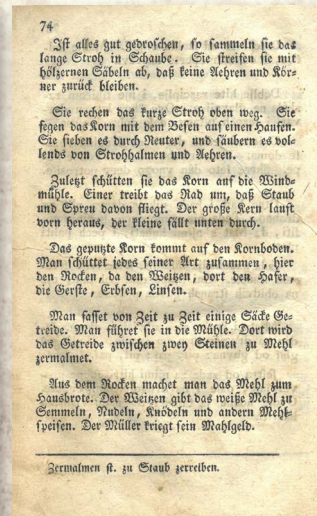 74
Ist alles gut gedroschen, so sammeln sie das
lange Stroh in Schaube. Sie streifen sie mit
hölzernen Säbeln ab, daß keine Aehren und Kör-
ner zurück bleiben.
Sie rechen das kurze Stroh oben weg. Sie
fegen das Korn mit dem Besen auf einen Haufen.
Sie sieben es durch Reuter, und säubern es vol-
lends von Strohhalmen und Aehren.
Zuletzt schütten sie das Korn auf die Wind-
mühle. Einer treibt das Rad um, daß Staub
und Spreu davon fliegt. Der große Kern lauft
vorn heraus, der kleine fällt unten durch.
Das geputzte Korn kommt auf den Kornboden.
Man schüttet jedes seiner Art zusammen, hier
den Rocken, da den Weitzen, dort den Hafer,
die Gerste, Erbsen, Linsen.
Man fasset von Zeit zu Zeit einige Säcke Ge-
treide. Man führet sie in die Mühle. Dort wird
das Getreide zwischen zwey Steinen zu Mehl
zermalmet.
Aus dem Rocken machet man das Mehl zum
Hausbrote. Der Weitzen gibt das weiße Mehl zu
Semmeln, Nudeln, Knödeln und andern Mehl-
speisen. Der Müller kriegt sein Mahlgeld.
Zermalmen st. zu Staub zerreiben.